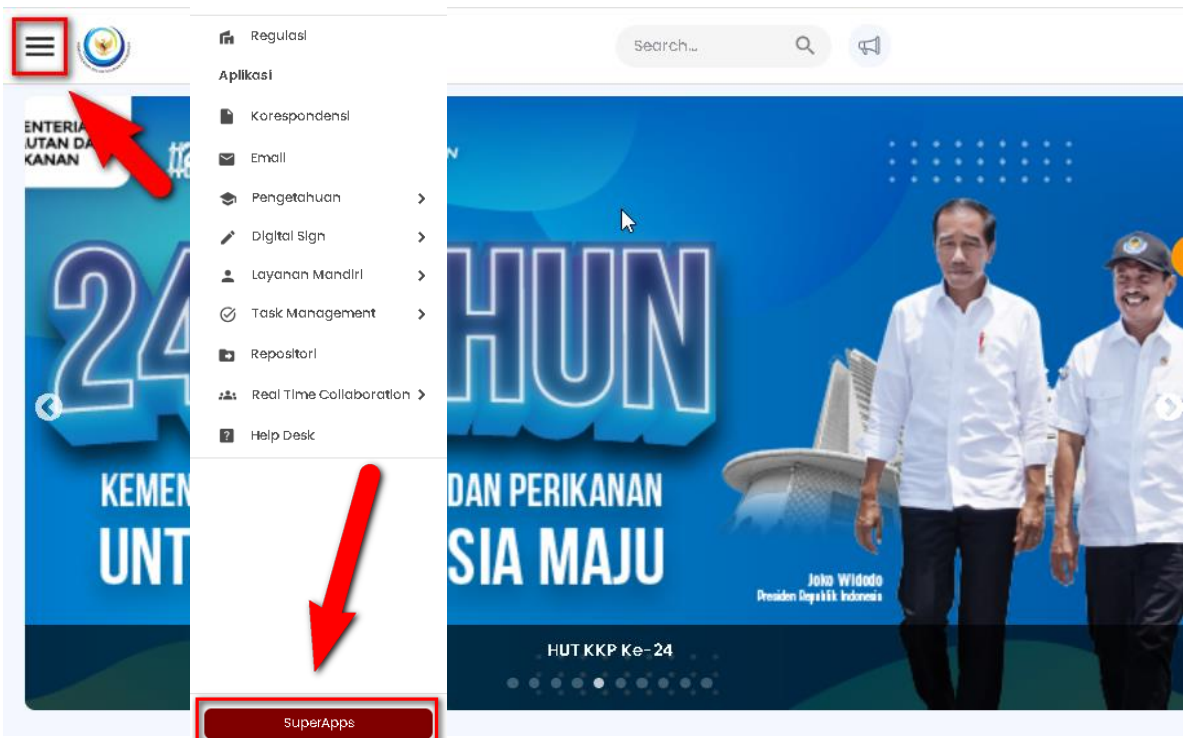 Search...
Regulasi
Aplikasi
Korespondensi
Email
Pengetahuan
Digital Sign
Layanan Mandiri
Task Management
Repositori
Real Time Collaboration
Help Desk
SuperApps
ENTERIA
UTAN DA
KANAN
N
24 HUN
KEMEN DAN PERIKANAN
UNT SIA MAJU
Joko Widodo
Presiden Republik Indonesia
HUT KKP Ke-24